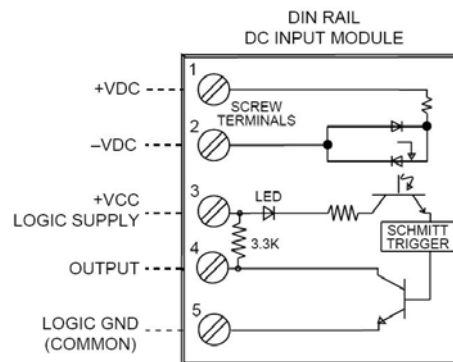 DIN RAIL
DC INPUT MODULE
1
+VDC
SCREW
TERMINALS
2
–VDC
3
+VCC
LOGIC SUPPLY
LED
SCHMITT
TRIGGER
3.3K
4
OUTPUT
5
LOGIC GND
(COMMON)